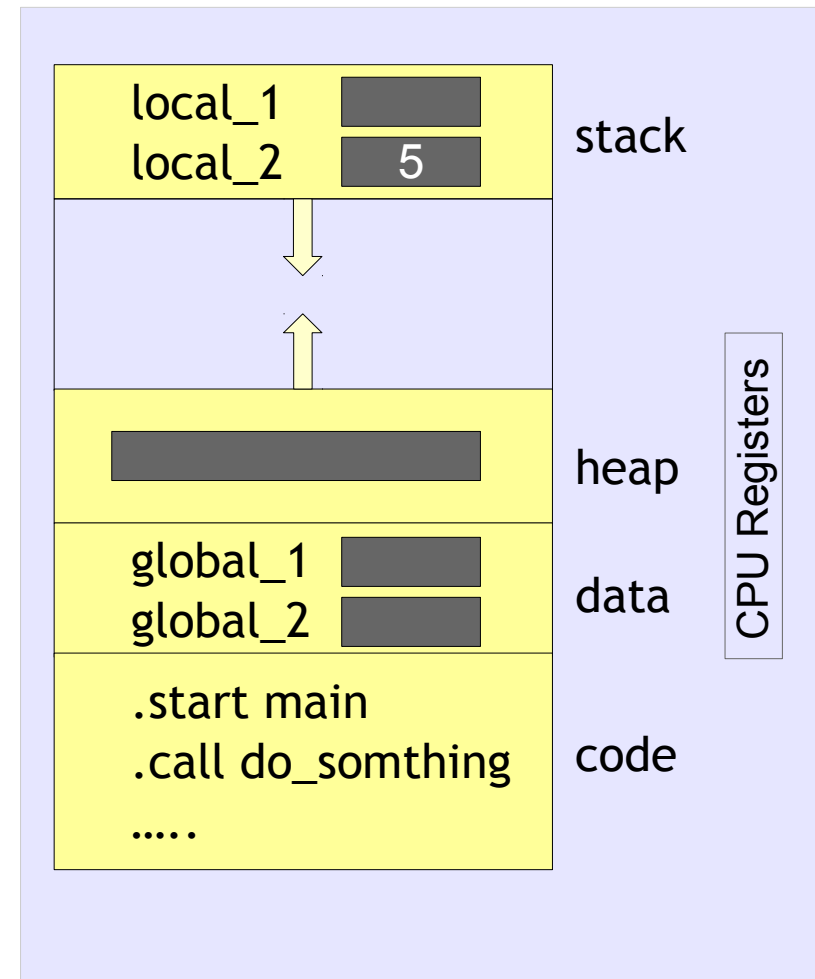 local_1
local_2 5
stack
heap
global_1
global_2
data
.start main
.call do_somthing
…..
code
CPU Registers